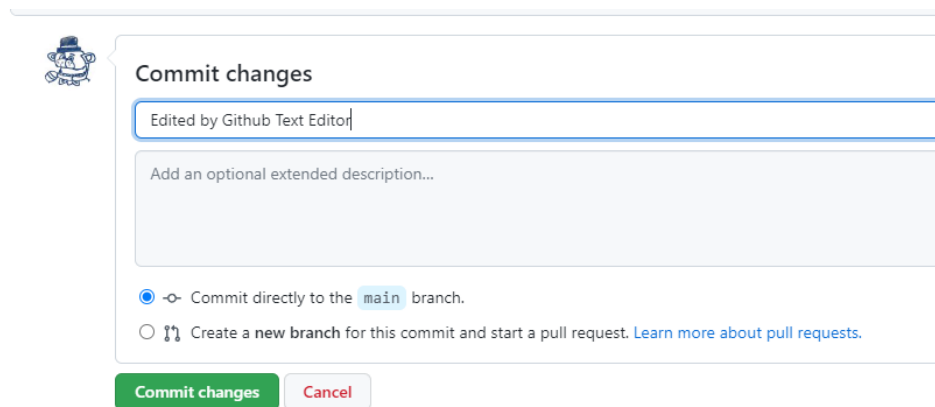 Commit changes
Edited by Github Text Editor
Add an optional extended description...
Commit directly to the main branch.
Create a new branch for this commit and start a pull request. Learn more about pull requests.
Commit changes Cancel